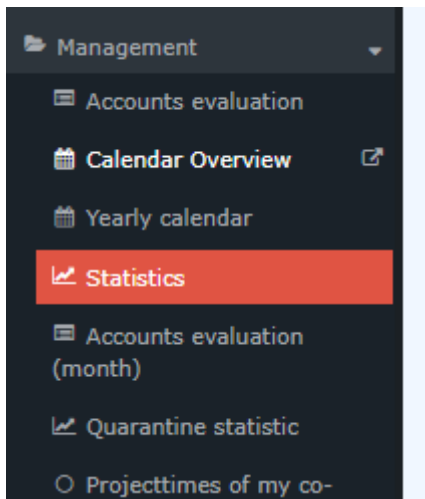 Management
Accounts evaluation
Calendar Overview
Yearly calendar
Statistics
Accounts evaluation
(month)
Quarantine statistic
Projecttimes of my co-